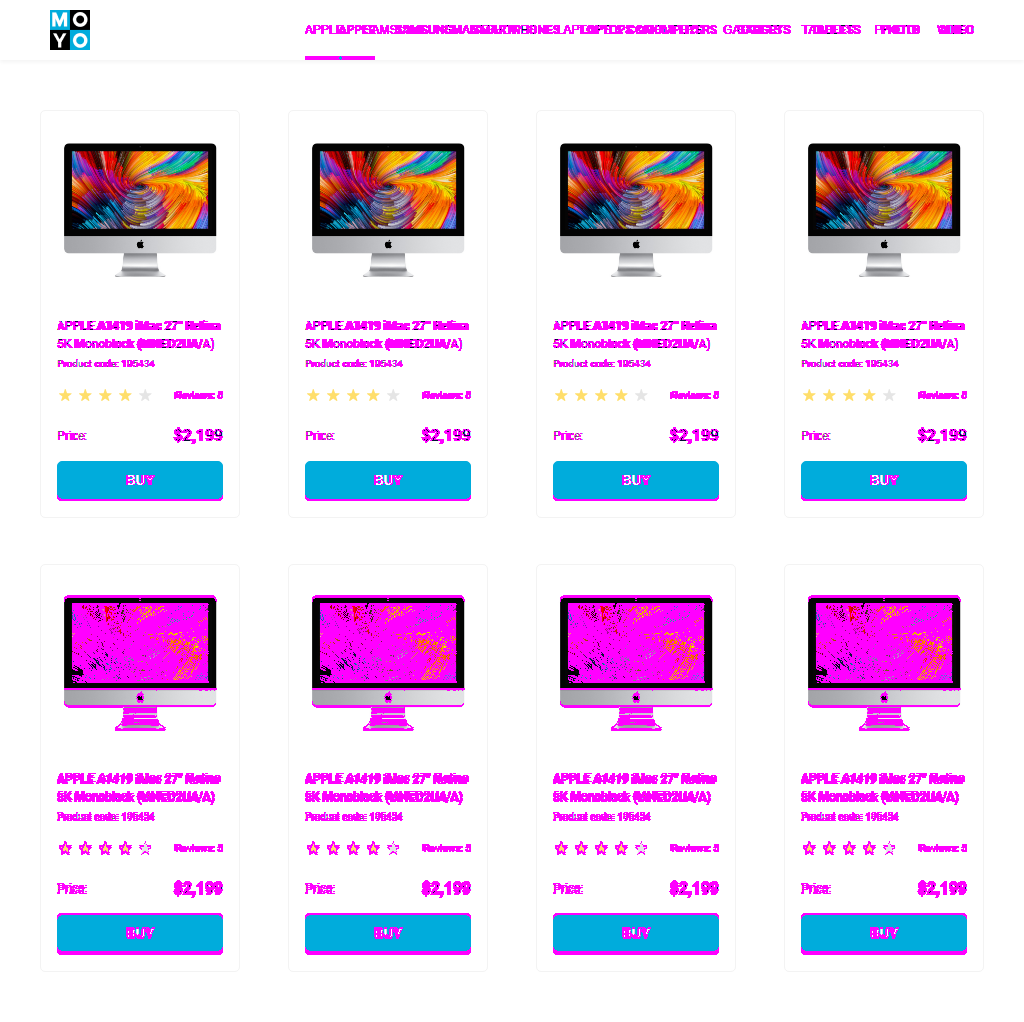 MO
YO
APPLE SAMSUNG SMARTPHONES LAPTOPS & COMPUTERS GADGETS TABLETS PHOTO VIDEO
APPLE A1419 iMac 27" Retina
5K Monoblock (MNED2UA/A)
Product code: 195434
Reviews: 5
Price: $2,199
BUY
APPLE A1419 iMac 27" Retina
5K Monoblock (MNED2UA/A)
Product code: 195434
Reviews: 5
Price: $2,199
BUY
APPLE A1419 iMac 27" Retina
5K Monoblock (MNED2UA/A)
Product code: 195434
Reviews: 5
Price: $2,199
BUY
APPLE A1419 iMac 27" Retina
5K Monoblock (MNED2UA/A)
Product code: 195434
Reviews: 5
Price: $2,199
BUY
APPLE A1419 iMac 27" Retina
5K Monoblock (MNED2UA/A)
Product code: 195434
Reviews: 5
Price: $2,199
BUY
APPLE A1419 iMac 27" Retina
5K Monoblock (MNED2UA/A)
Product code: 195434
Reviews: 5
Price: $2,199
BUY
APPLE A1419 iMac 27" Retina
5K Monoblock (MNED2UA/A)
Product code: 195434
Reviews: 5
Price: $2,199
BUY
APPLE A1419 iMac 27" Retina
5K Monoblock (MNED2UA/A)
Product code: 195434
Reviews: 5
Price: $2,199
BUY